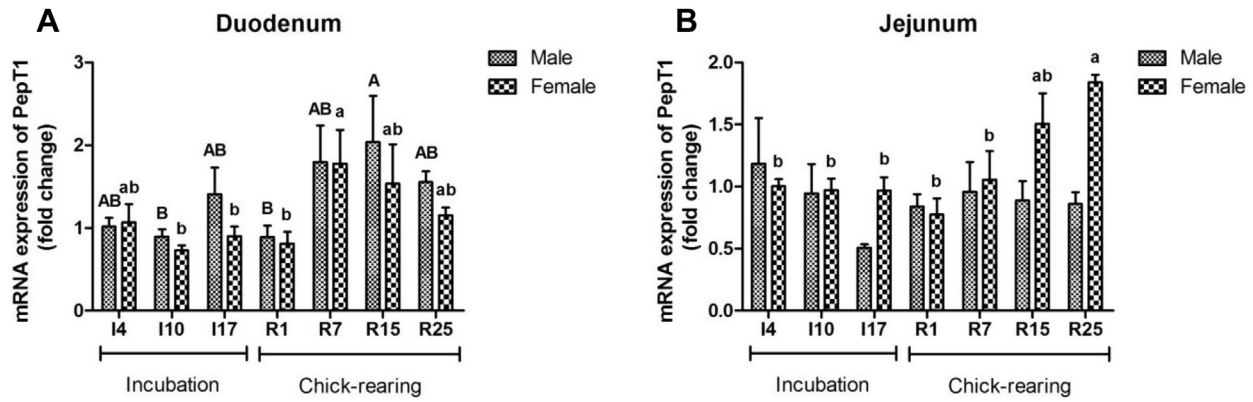 A
Duodenum
mRNA expression of PepT1
(fold change)
3
2
1
0
AB ab
B b
AB b
B b
AB a
A ab
AB ab
I4 I10 I17 R1 R7 R15 R25
Incubation Chick-rearing
Male
Female
B
Jejunum
mRNA expression of PepT1
(fold change)
2.0
1.5
1.0
0.5
0.0
b
b
b
b
b
ab
a
I4 I10 I17 R1 R7 R15 R25
Incubation Chick-rearing
Male
Female